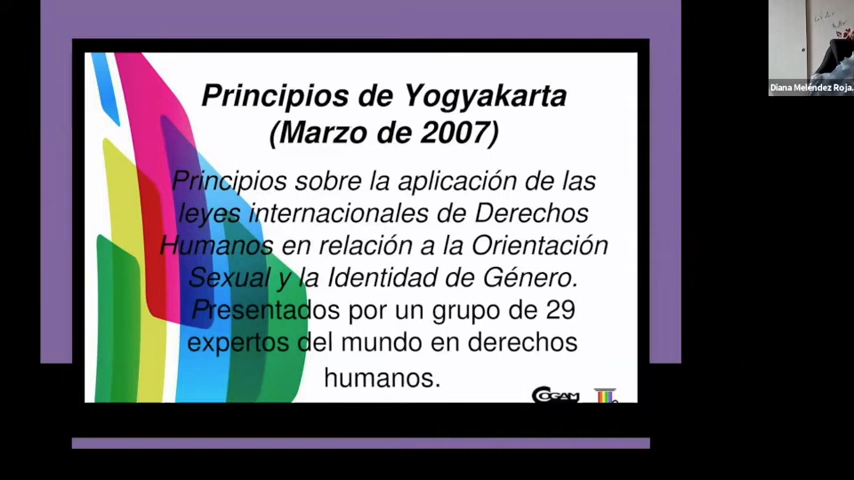 Principios de Yogyakarta
(Marzo de 2007)
Principios sobre la aplicación de las
leyes internacionales de Derechos
Humanos en relación a la Orientación
Sexual y la Identidad de Género.
Presentados por un grupo de 29
expertos del mundo en derechos
humanos.
COGAM
Diana Meléndez Roja.